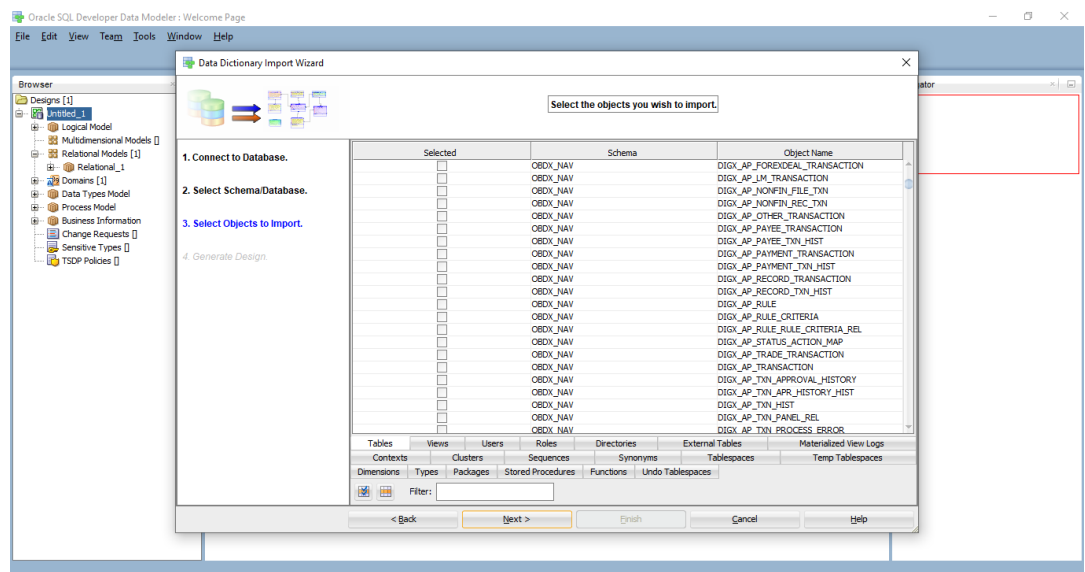 Oracle SQL Developer Data Modeler : Welcome Page
File Edit View Team Tools Window Help
Data Dictionary Import Wizard
Browser
Designs [1]
Untitled_1
Logical Model
Multidimensional Models []
Relational Models [1]
Relational_1
Domains [1]
Data Types Model
Process Model
Business Information
Change Requests []
Sensitive Types []
TSDP Policies []
Select the objects you wish to import.
1. Connect to Database.
2. Select Schema/Database.
3. Select Objects to Import.
4. Generate Design.
Selected Schema Object Name
OBDX_NAV DIGX_AP_FOREXDEAL_TRANSACTION
OBDX_NAV DIGX_AP_LM_TRANSACTION
OBDX_NAV DIGX_AP_NONFIN_FILE_TXN
OBDX_NAV DIGX_AP_NONFIN_REC_TXN
OBDX_NAV DIGX_AP_OTHER_TRANSACTION
OBDX_NAV DIGX_AP_PAYEE_TRANSACTION
OBDX_NAV DIGX_AP_PAYEE_TXN_HIST
OBDX_NAV DIGX_AP_PAYMENT_TRANSACTION
OBDX_NAV DIGX_AP_PAYMENT_TXN_HIST
OBDX_NAV DIGX_AP_RECORD_TRANSACTION
OBDX_NAV DIGX_AP_RECORD_TXN_HIST
OBDX_NAV DIGX_AP_RULE
OBDX_NAV DIGX_AP_RULE_CRITERIA
OBDX_NAV DIGX_AP_RULE_RULE_CRITERIA_REL
OBDX_NAV DIGX_AP_STATUS_ACTION_MAP
OBDX_NAV DIGX_AP_TRADE_TRANSACTION
OBDX_NAV DIGX_AP_TRANSACTION
OBDX_NAV DIGX_AP_TXN_APPROVAL_HISTORY
OBDX_NAV DIGX_AP_TXN_APR_HISTORY_HIST
OBDX_NAV DIGX_AP_TXN_HIST
OBDX_NAV DIGX_AP_TXN_PANEL_REL
OBDX_NAV DIGX_AP_TXN_PROCESS_ERROR
Tables Views Users Roles Directories External Tables Materialized View Logs
Contexts Clusters Sequences Synonyms Tablespaces Temp Tablespaces
Dimensions Types Packages Stored Procedures Functions Undo Tablespaces
Filter:
< Back Next > Finish Cancel Help